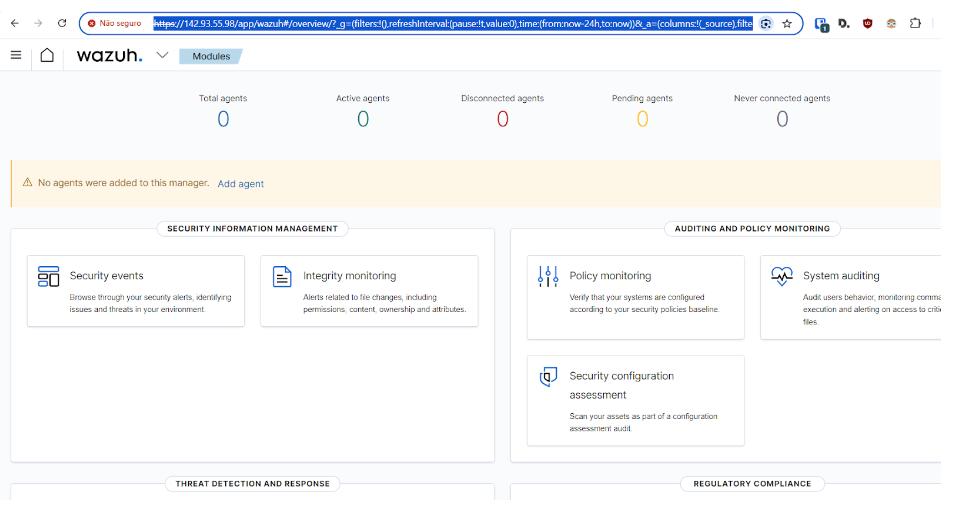 Não seguro
https://142.93.55.98/app/wazuh#/overview/?_g=(filters:!(),refreshInterval:(pause:!t,value:0),time:(from:now-24h,to:now))&_a=(columns:!(_source),filte
wazuh.
Modules
Total agents
0
Active agents
0
Disconnected agents
0
Pending agents
0
Never connected agents
0
No agents were added to this manager. Add agent
SECURITY INFORMATION MANAGEMENT
Security events
Browse through your security alerts, identifying
issues and threats in your environment.
Integrity monitoring
Alerts related to file changes, including
permissions, content, ownership and attributes.
AUDITING AND POLICY MONITORING
Policy monitoring
Verify that your systems are configured
according to your security policies baseline.
System auditing
Audit users behavior, monitoring comma
execution and alerting on access to criti
files.
Security configuration
assessment
Scan your assets as part of a configuration
assessment audit.
THREAT DETECTION AND RESPONSE
REGULATORY COMPLIANCE